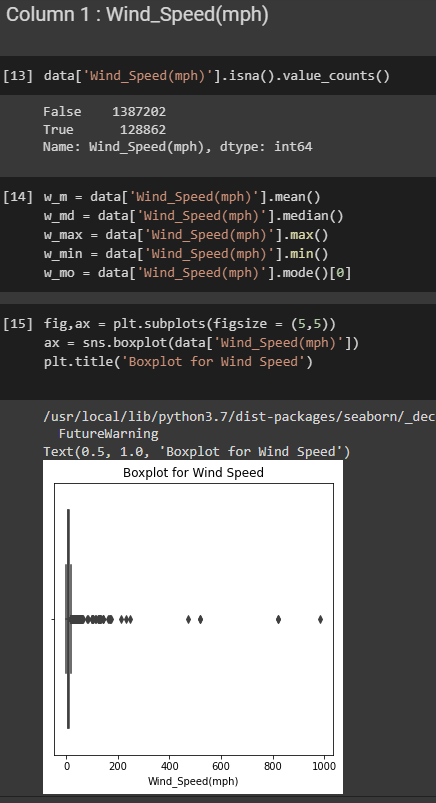 Column 1 : Wind_Speed(mph)
[13] data['Wind_Speed(mph)'].isna().value_counts()
False    1387202
True      128862
Name: Wind_Speed(mph), dtype: int64
[14] w_m = data['Wind_Speed(mph)'].mean()
w_md = data['Wind_Speed(mph)'].median()
w_max = data['Wind_Speed(mph)'].max()
w_min = data['Wind_Speed(mph)'].min()
w_mo = data['Wind_Speed(mph)'].mode()[0]
[15] fig,ax = plt.subplots(figsize = (5,5))
ax = sns.boxplot(data['Wind_Speed(mph)'])
plt.title('Boxplot for Wind Speed')
/usr/local/lib/python3.7/dist-packages/seaborn/_dec
FutureWarning
Text(0.5, 1.0, 'Boxplot for Wind Speed')
Boxplot for Wind Speed
0 200 400 600 800 1000
Wind_Speed(mph)